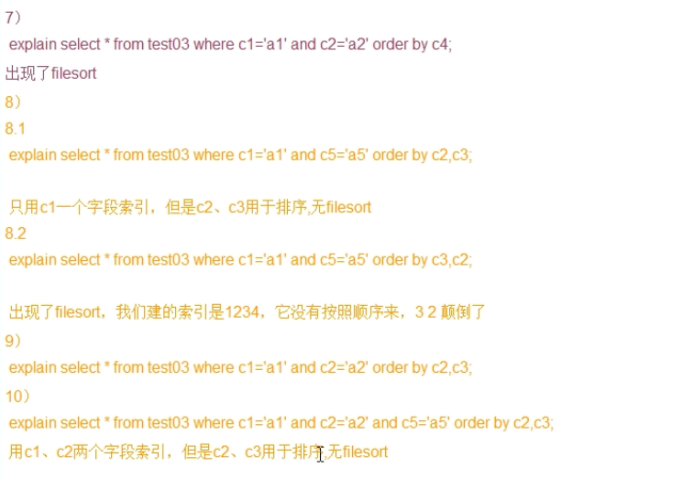 7）
explain select * from test03 where c1='a1' and c2='a2' order by c4;
出现了filesort
8）
8.1
explain select * from test03 where c1='a1' and c5='a5' order by c2,c3;
只用c1一个字段索引，但是c2、c3用于排序,无filesort
8.2
explain select * from test03 where c1='a1' and c5='a5' order by c3,c2;
出现了filesort，我们建的索引是1234，它没有按照顺序来，3 2 颠倒了
9）
explain select * from test03 where c1='a1' and c2='a2' order by c2,c3;
10）
explain select * from test03 where c1='a1' and c2='a2' and c5='a5' order by c2,c3;
用c1、c2两个字段索引，但是c2、c3用于排序,无filesort